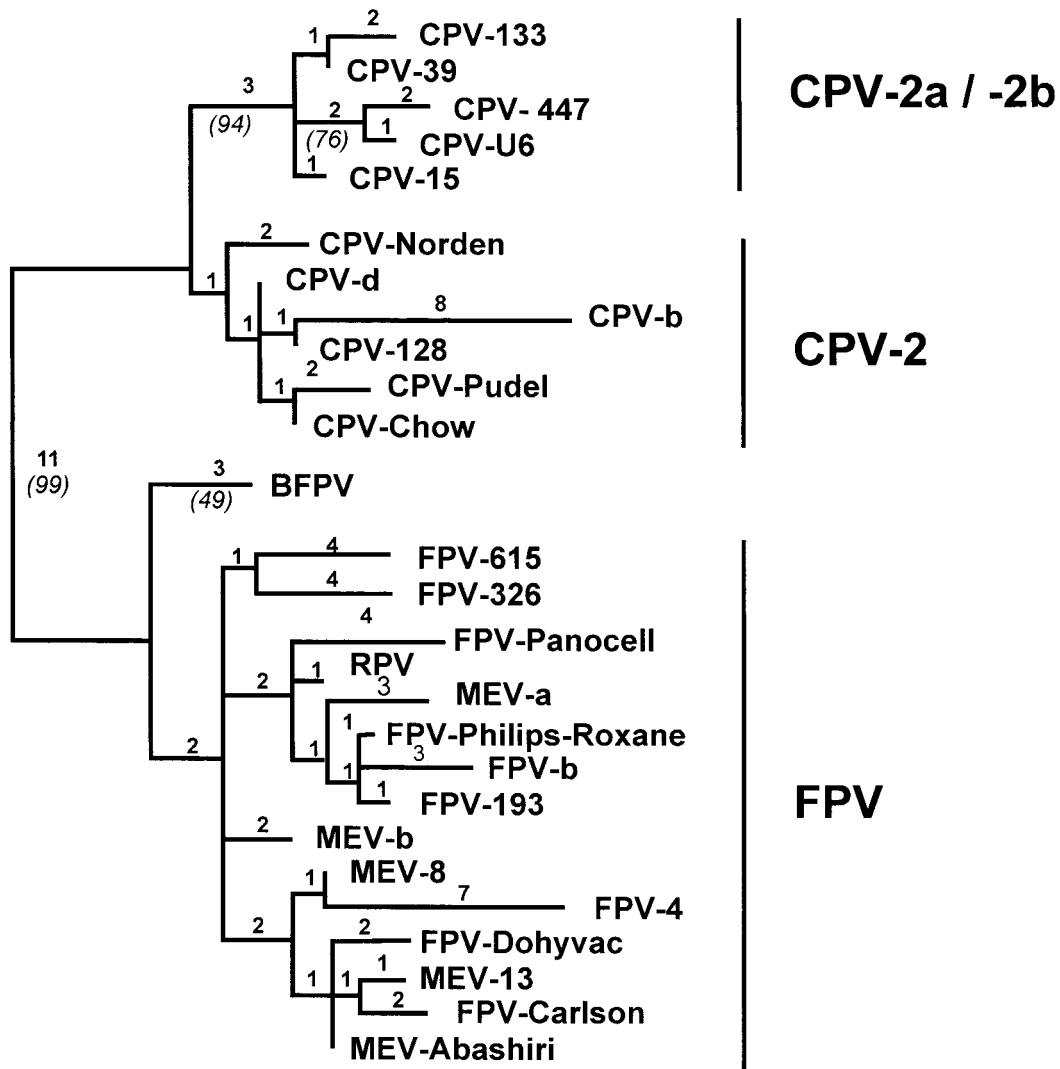 2
1
CPV-133
CPV-39
3
(94)
2
(76)
2
CPV- 447
1
CPV-U6
1
CPV-15
CPV-2a / -2b
2
CPV-Norden
1
CPV-d
1
1
8
CPV-b
CPV-128
2
1
CPV-Pudel
CPV-Chow
CPV-2
11
(99)
3
(49)
BFPV
1
4
FPV-615
4
FPV-326
4
FPV-Panocell
2
1
RPV
3
MEV-a
1
1
FPV-Philips-Roxane
1
3
FPV-b
1
FPV-193
2
2
MEV-b
FPV
1
MEV-8
7
FPV-4
2
2
FPV-Dohyvac
1
1
1
MEV-13
2
FPV-Carlson
MEV-Abashiri